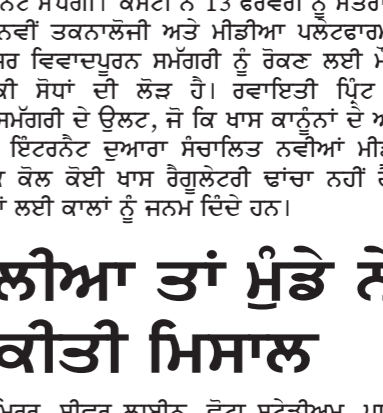 ਨੂੰ
ਨਵੀਂ ਤਕਨਾਲੋਜੀ ਅਤੇ ਮੀਡੀਆ ਪਲੇਟਫਾਰਮ
ਵਿਵਾਦਪੂਰਨ ਸਮੱਗਰੀ ਨੂੰ ਰੋਕਣ ਲਈ
ਸੋਧਾਂ ਦੀ ਲੋੜ ਹੈ। ਰਵਾਇਤੀ ਪ੍ਰਿੰਟ
ਸਮੱਗਰੀ ਦੇ ਉਲਟ, ਜੋ ਕਿ ਖਾਸ ਕਾਨੂੰਨਾਂ ਦੇ
ਇੰਟਰਨੈਟ ਦੁਆਰਾ ਸੰਚਾਲਿਤ ਨਵੀਆਂ
ਕੋਲ ਕੋਈ ਖਾਸ ਰੈਗੂਲੇਟਰੀ ਢਾਂਚਾ ਨਹੀਂ
ਲਈ ਕਾਲਾਂ ਨੂੰ ਜਨਮ ਦਿੰਦੇ ਹਨ।
ਲੀਆ ਤਾਂ ਮੁੰਡੇ ਨੇ
ਕੀਤੀ ਮਿਸਾਲ